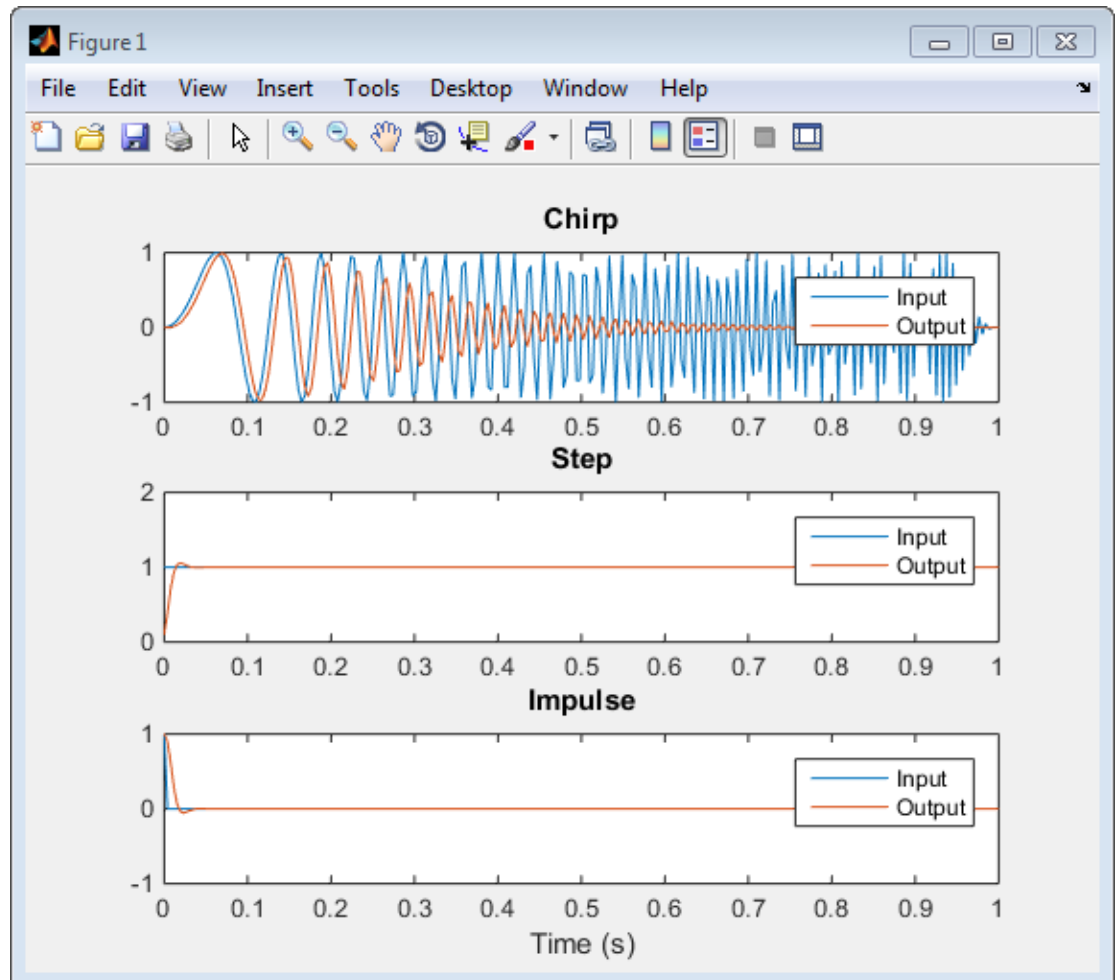 Figure 1
File Edit View Insert Tools Desktop Window Help
Chirp
1
0
-1
Input
Output
0 0.1 0.2 0.3 0.4 0.5 0.6 0.7 0.8 0.9 1
Step
2
1
0
Input
Output
0 0.1 0.2 0.3 0.4 0.5 0.6 0.7 0.8 0.9 1
Impulse
1
0
-1
Input
Output
0 0.1 0.2 0.3 0.4 0.5 0.6 0.7 0.8 0.9 1
Time (s)